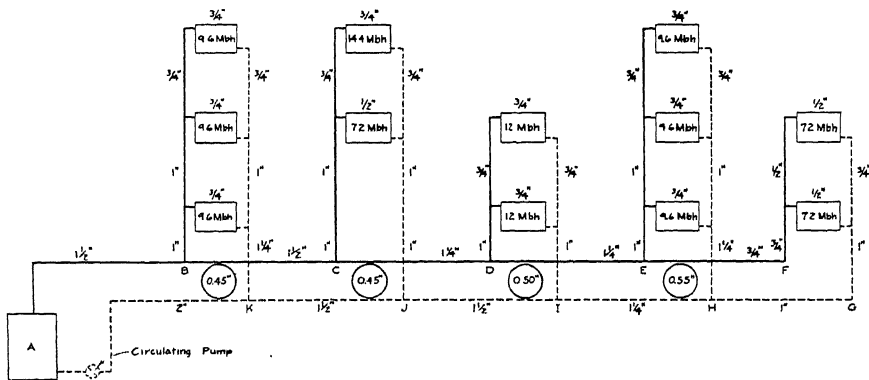 3/4" 3/4" 3/4"
9.6 Mbh 14.4 Mbh 9.6 Mbh
3/4" 3/4" 3/4" 3/4" 3/4" 3/4"
3/4" 1/2" 3/4" 3/4" 1/2"
9.6 Mbh 7.2 Mbh 12 Mbh 9.6 Mbh 7.2 Mbh
1" 1" 1" 1" 3/4" 3/4" 1" 1" 1/2" 3/4"
3/4" 3/4" 3/4" 1/2"
9.6 Mbh 12 Mbh 9.6 Mbh 7.2 Mbh
1 1/2" 1" 1 1/4" 1 1/2" 1" 1" 1 1/4" 1" 1" 1 1/4" 1" 1 1/4" 3/4" 3/4" 1"
B C D E F
0.45" 0.45" 0.50" 0.55"
2" K 1 1/2" J 1 1/2" I 1 1/4" H 1" G
A
Circulating Pump